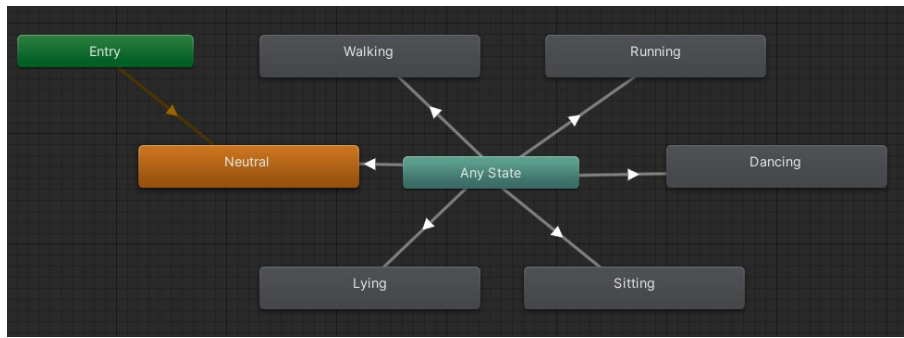 Entry
Walking
Running
Neutral
Any State
Dancing
Lying
Sitting